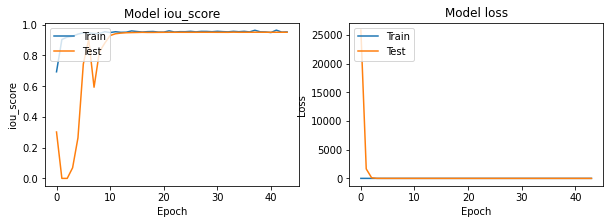 Model iou_score
iou_score
1.0
0.8
0.6
0.4
0.2
0.0
Train
Test
0
10
20
30
40
Epoch
Model loss
Loss
25000
20000
15000
10000
5000
0
Train
Test
0
10
20
30
40
Epoch